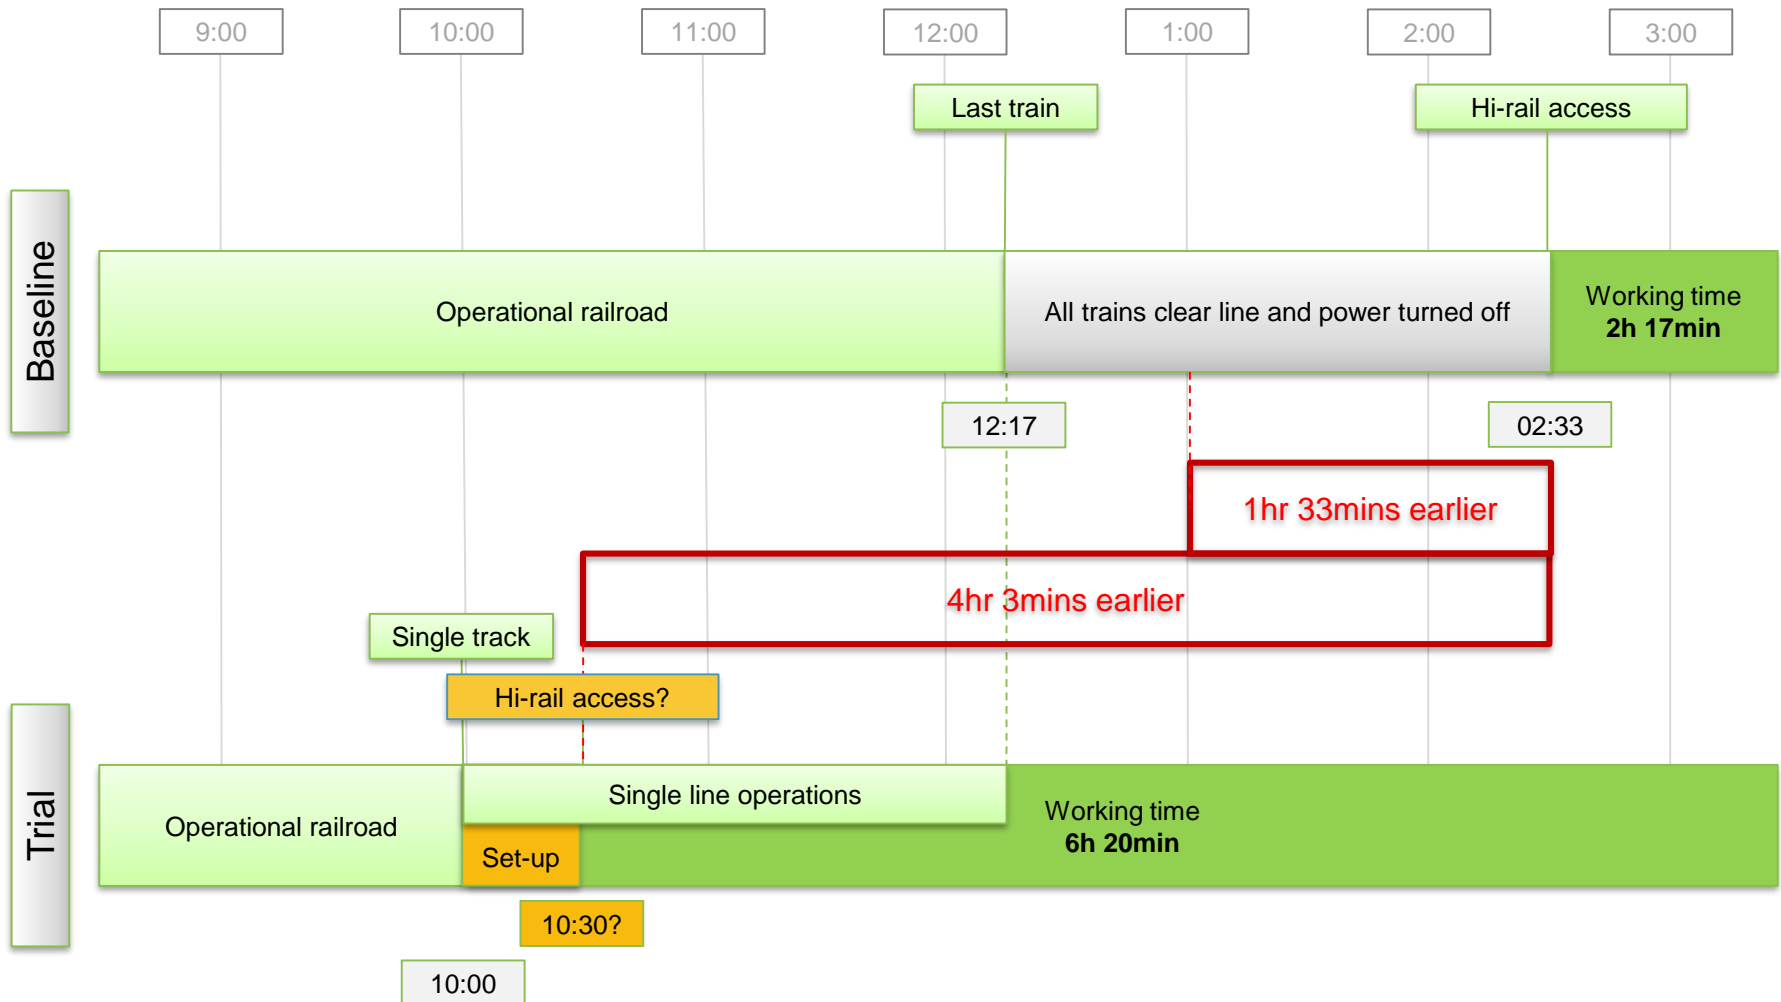 9:00
10:00
11:00
12:00
1:00
2:00
3:00
Last train
Hi-rail access
Baseline
Operational railroad
All trains clear line and power turned off
Working time
2h 17min
12:17
02:33
1hr 33mins earlier
4hr 3mins earlier
Single track
Hi-rail access?
Trial
Operational railroad
Single line operations
Set-up
Working time
6h 20min
10:30?
10:00